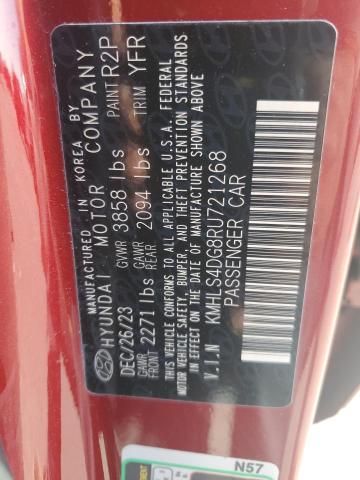 MANUFACTURED IN KOREA BY
HYUNDAI MOTOR COMPANY
DEC/26/23 GVWR 3858 lbs PAINT R2P
GAWR FRT 2271 lbs GAWR REAR 2094 lbs TRIM YFR
THIS VEHICLE CONFORMS TO ALL APPLICABLE U.S.A. FEDERAL
MOTOR VEHICLE SAFETY, BUMPER, AND THEFT PREVENTION STANDARDS
IN EFFECT ON THE DATE OF MANUFACTURE SHOWN ABOVE
V.I.N KMHLS4DG8RU721268
PASSENGER CAR
N57